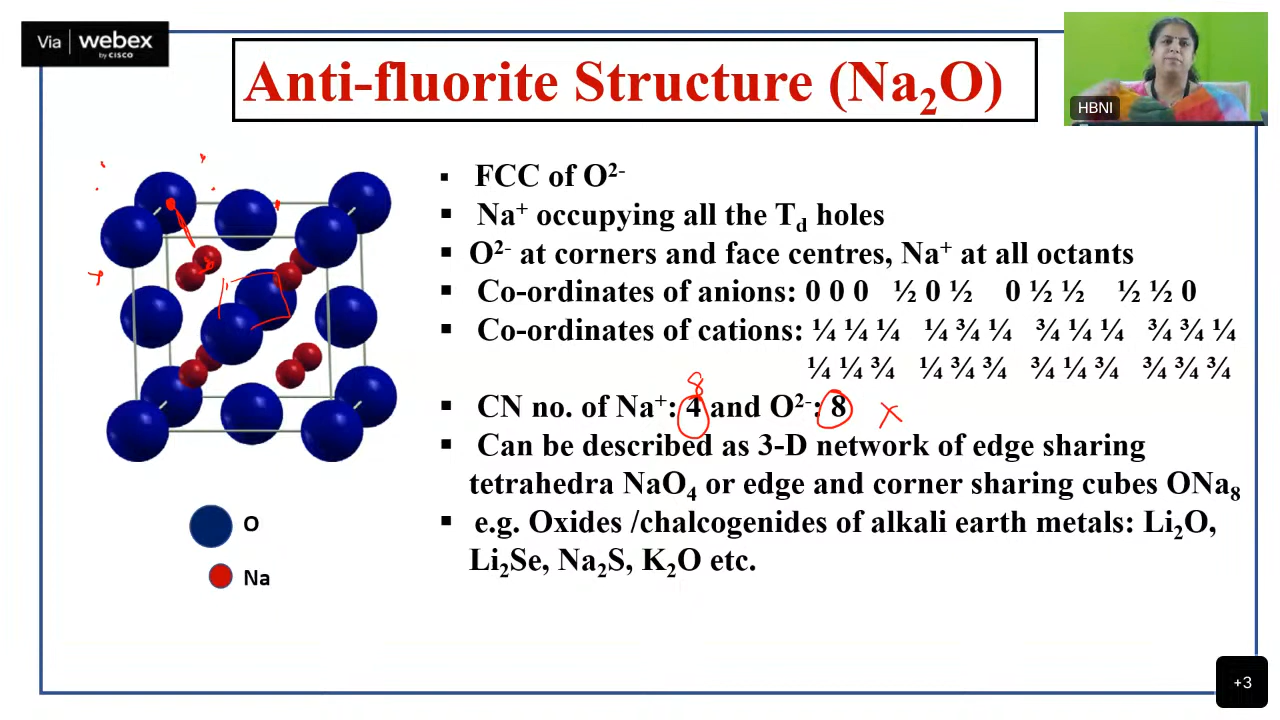 Via webex
by CISCO
Anti-fluorite Structure (Na₂O)
HBNI
▪ FCC of O²⁻
▪ Na⁺ occupying all the T_d holes
▪ O²⁻ at corners and face centres, Na⁺ at all octants
▪ Co-ordinates of anions: 0 0 0 ½ 0 ½ 0 ½ ½ ½ ½ 0
▪ Co-ordinates of cations: ¼ ¼ ¼ ¼ ¾ ¼ ¾ ¼ ¼ ¾ ¾ ¼
¼ ¼ ¾ ¼ ¾ ¾ ¾ ¼ ¾ ¾ ¾ ¾
8
▪ CN no. of Na⁺: 4 and O²⁻: 8 x
▪ Can be described as 3-D network of edge sharing
tetrahedra NaO₄ or edge and corner sharing cubes ONa₈
▪ e.g. Oxides /chalcogenides of alkali earth metals: Li₂O,
Li₂Se, Na₂S, K₂O etc.
O
Na
+3